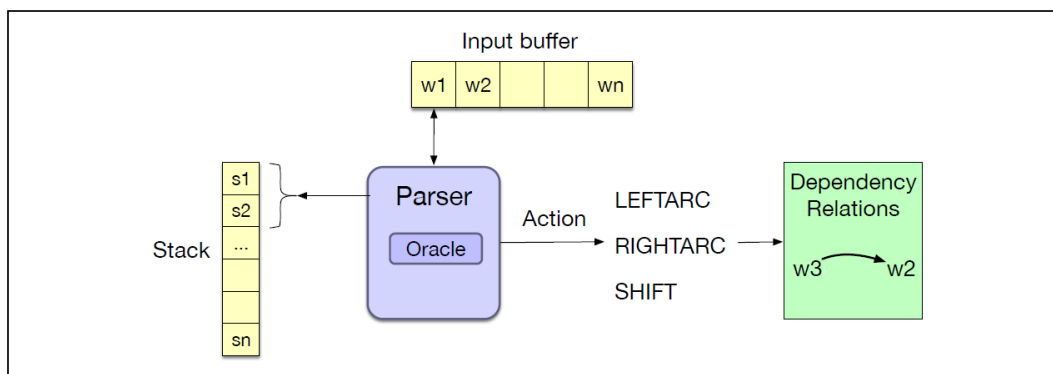 Input buffer
w1 w2 wn
s1
s2
...
sn
Stack
Parser
Oracle
Action
LEFTARC
RIGHTARC
SHIFT
Dependency
Relations
w3 w2